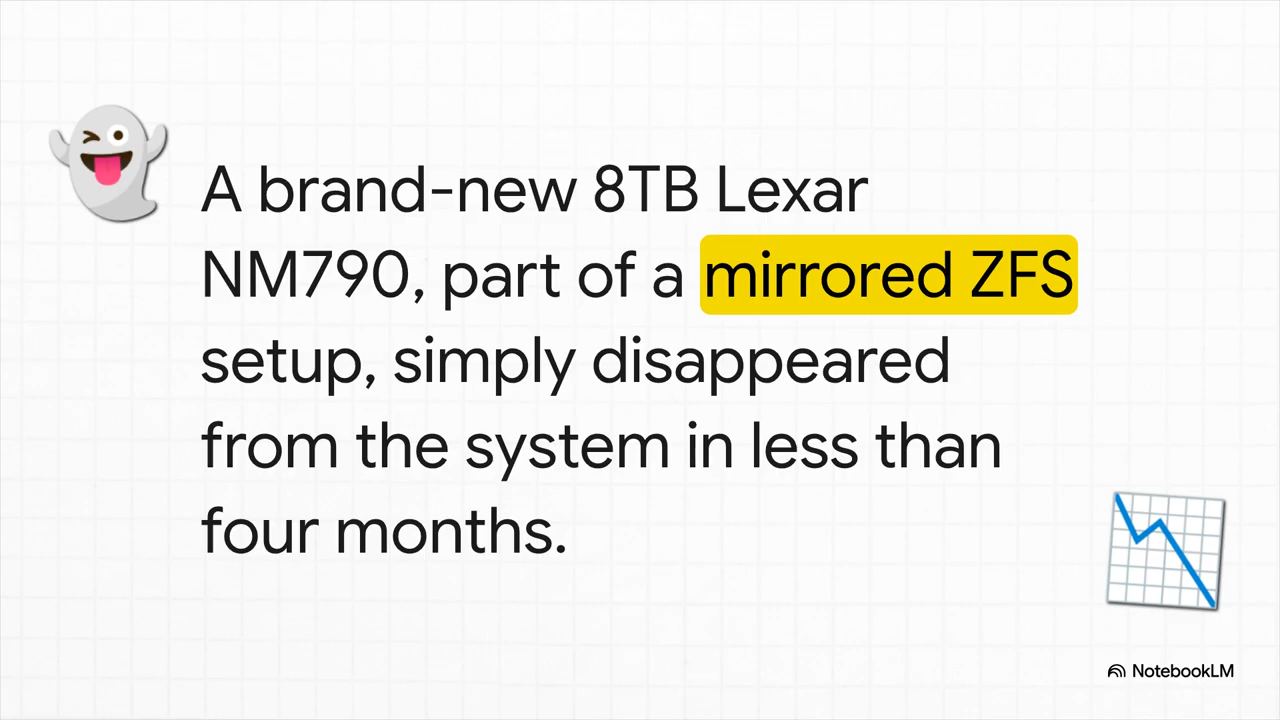 A brand-new 8TB Lexar
NM790, part of a mirrored ZFS
setup, simply disappeared
from the system in less than
four months.
NotebookLM